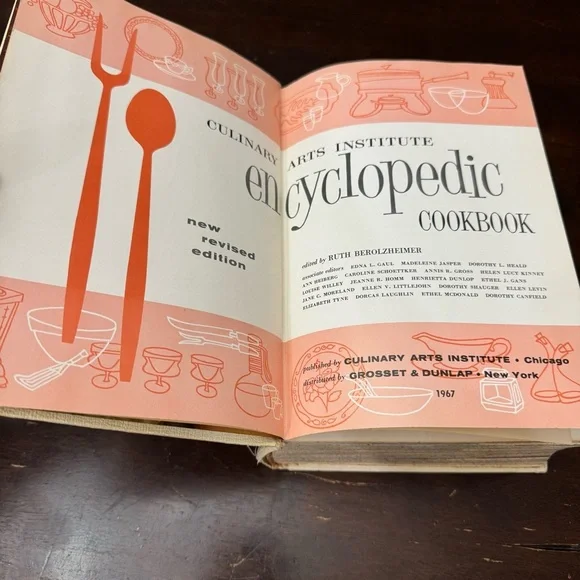 CULINARY ARTS INSTITUTE
encyclopedic
COOKBOOK
new
revised
edition
edited by RUTH BEROLZHEIMER
associate editors EDNA L. GAUL MADELEINE JASPER DOROTHY L. HEALD
ANN HEIBERG CAROLINE SCHOETTKER ANNIS R. GROSS HELEN LUCY KINNEY
LOUISE WILLEY JEANNE R. HOMM HENRIETTA DUNLOP ETHEL J. GANS
JANE G. MORELAND ELLEN V. LITTLEJOHN DOROTHY SHAUGER ELLEN LEVIN
ELIZABETH TYNE DORCAS LAUGHLIN ETHEL McDONALD DOROTHY CANFIELD
published by CULINARY ARTS INSTITUTE • Chicago
distributed by GROSSET & DUNLAP • New York
1967